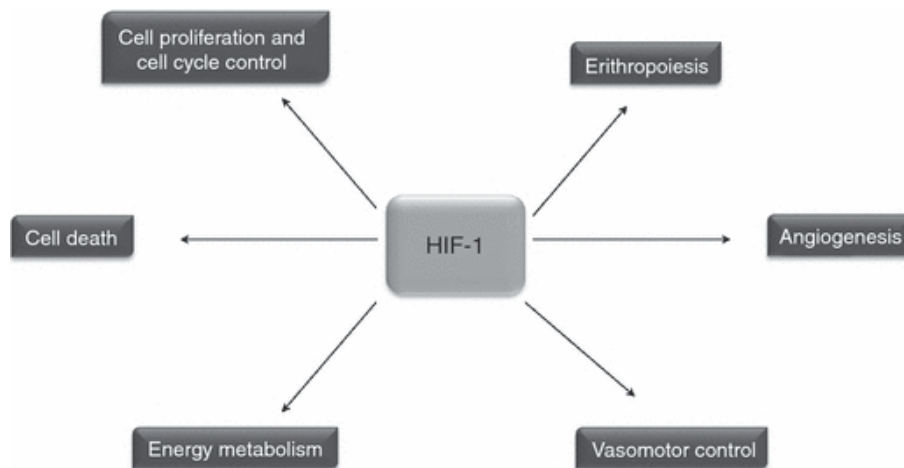 Cell proliferation and
cell cycle control
Erithropoiesis
Cell death
HIF-1
Angiogenesis
Energy metabolism
Vasomotor control